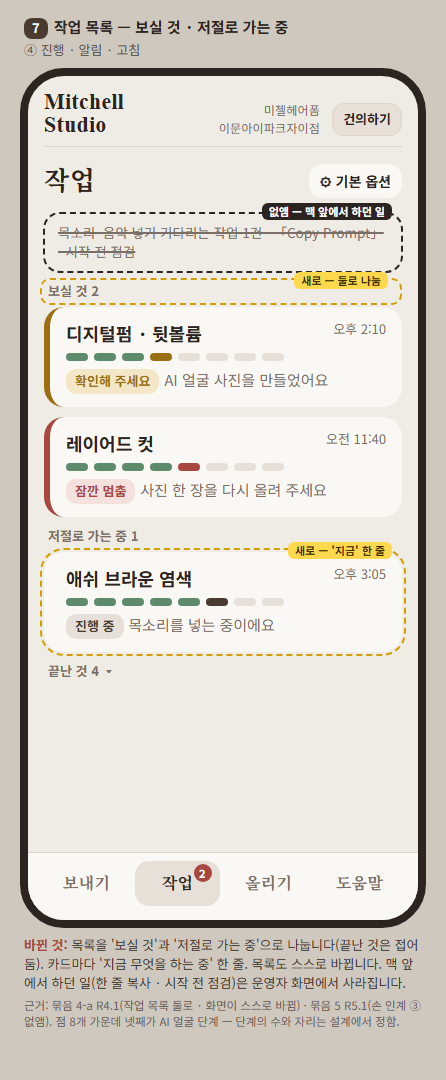 7 작업 목록 — 보실 것 · 저절로 가는 중
④ 진행 · 알림 · 고침
Mitchell
Studio
미첼헤어폼
이문아이파크자이점
건의하기
작업
⚙ 기본 옵션
없앰 — 맥 앞에서 하던 일
목소리·음악 넣기 기다리는 작업 1건 · 「Copy Prompt」
· 시작 전 점검
새로 — 둘로 나눔
보실 것 2
디지털펌 · 뒷볼륨
오후 2:10
확인해 주세요 AI 얼굴 사진을 만들었어요
레이어드 컷
오전 11:40
잠깐 멈춤 사진 한 장을 다시 올려 주세요
저절로 가는 중 1
새로 — '지금' 한 줄
애쉬 브라운 염색
오후 3:05
진행 중 목소리를 넣는 중이에요
끝난 것 4
보내기
작업 2
올리기
도움말
바뀐 것: 목록을 '보실 것'과 '저절로 가는 중'으로 나눕니다(끝난 것은 접어
둠). 카드마다 '지금 무엇을 하는 중' 한 줄. 목록도 스스로 바뀝니다. 맥 앞
에서 하던 일(한 줄 복사 · 시작 전 점검)은 운영자 화면에서 사라집니다.
근거: 묶음 4-a R4.1(작업 목록 둘로 · 화면이 스스로 바뀜) · 묶음 5 R5.1(손 인계 ③
없앰). 점 8개 가운데 넷째가 AI 얼굴 단계 — 단계의 수와 자리는 설계에서 정함.